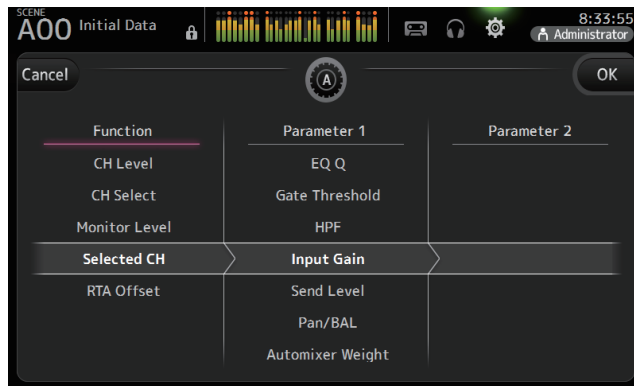 SCENE
A00 Initial Data
8:33:55
Administrator
Cancel
A
OK
Function
Parameter 1
Parameter 2
CH Level
EQ Q
CH Select
Gate Threshold
Monitor Level
HPF
Selected CH
Input Gain
RTA Offset
Send Level
Pan/BAL
Automixer Weight